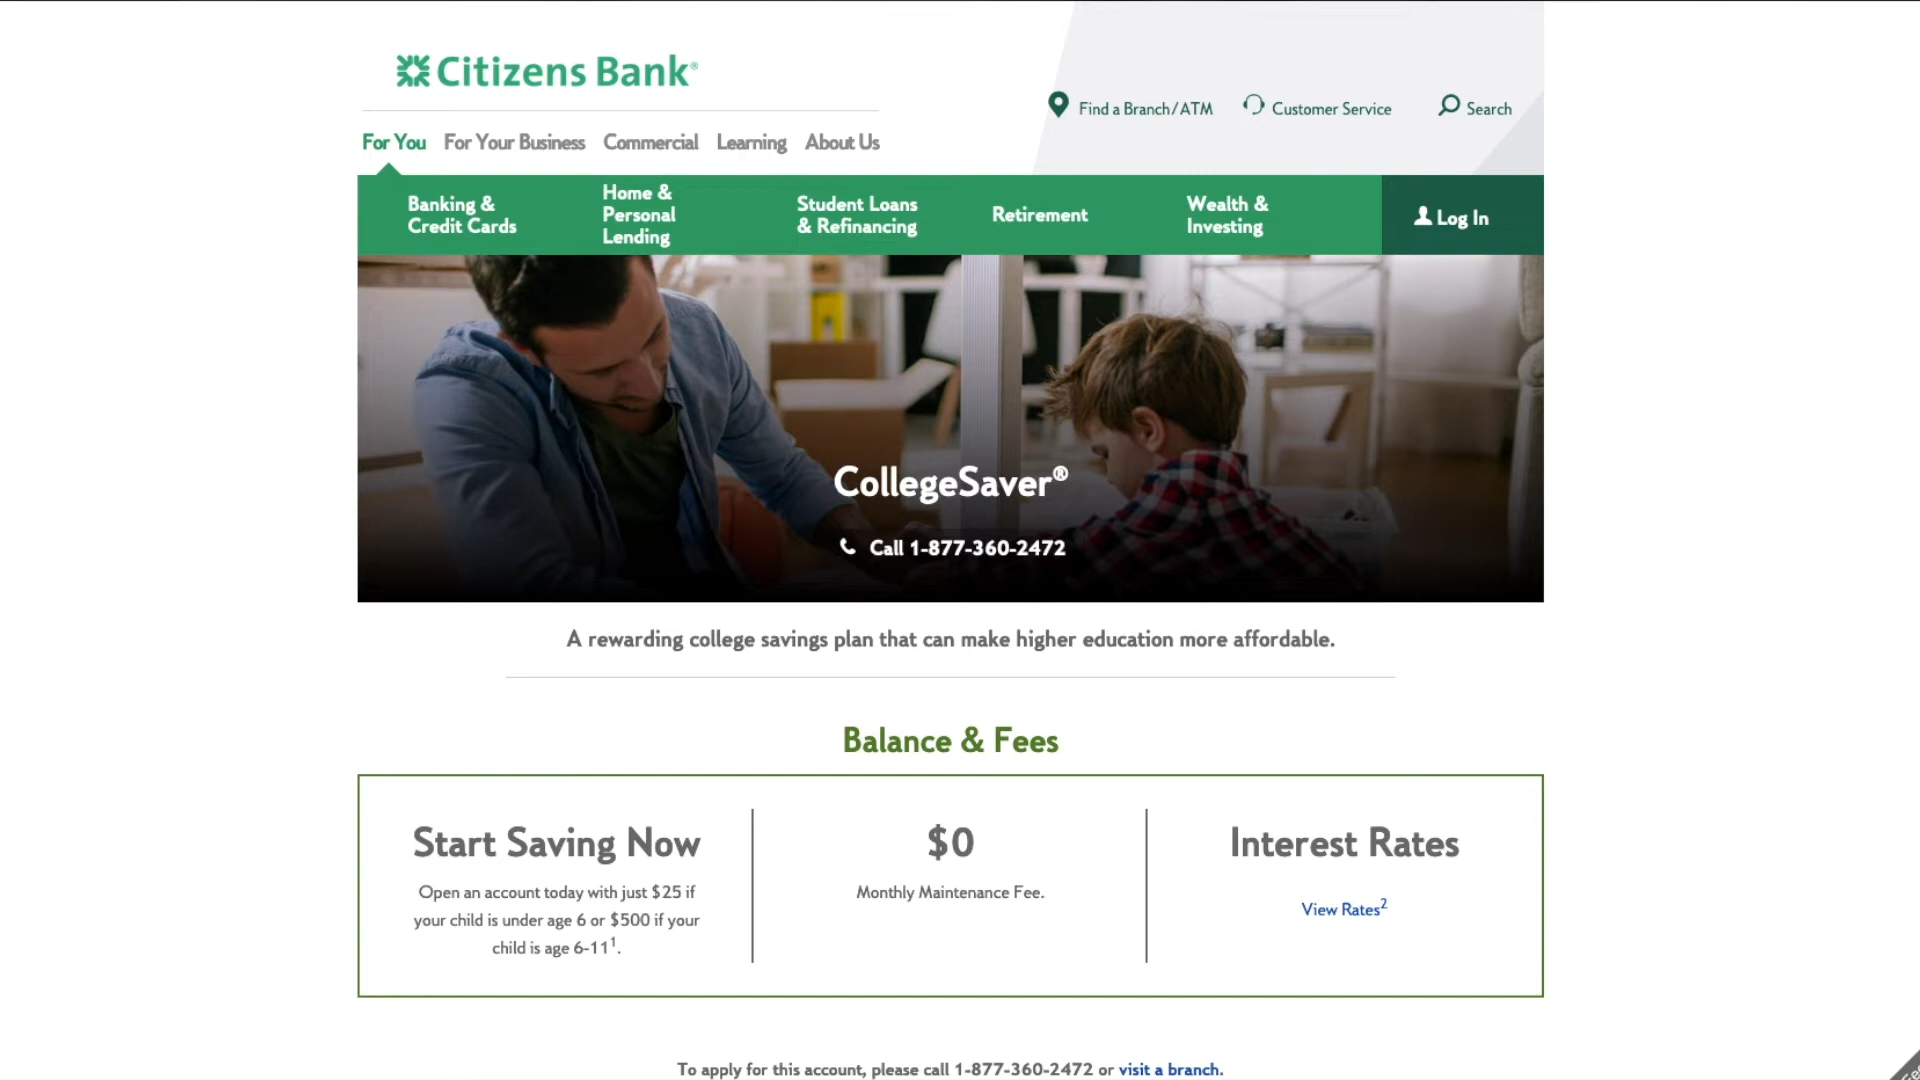 Citizens Bank®
Find a Branch/ATM
Customer Service
Search
For You
For Your Business
Commercial
Learning
About Us
Banking &
Credit Cards
Home &
Personal
Lending
Student Loans
& Refinancing
Retirement
Wealth &
Investing
Log In
CollegeSaver®
Call 1-877-360-2472
A rewarding college savings plan that can make higher education more affordable.
Balance & Fees
Start Saving Now
Open an account today with just $25 if
your child is under age 6 or $500 if your
child is age 6-11¹.
$0
Monthly Maintenance Fee.
Interest Rates
View Rates²
To apply for this account, please call 1-877-360-2472 or visit a branch.